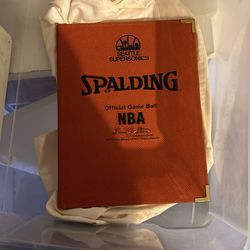 SEATTLE
SUPERSONICS
SPALDING
Official Game Ball
NBA